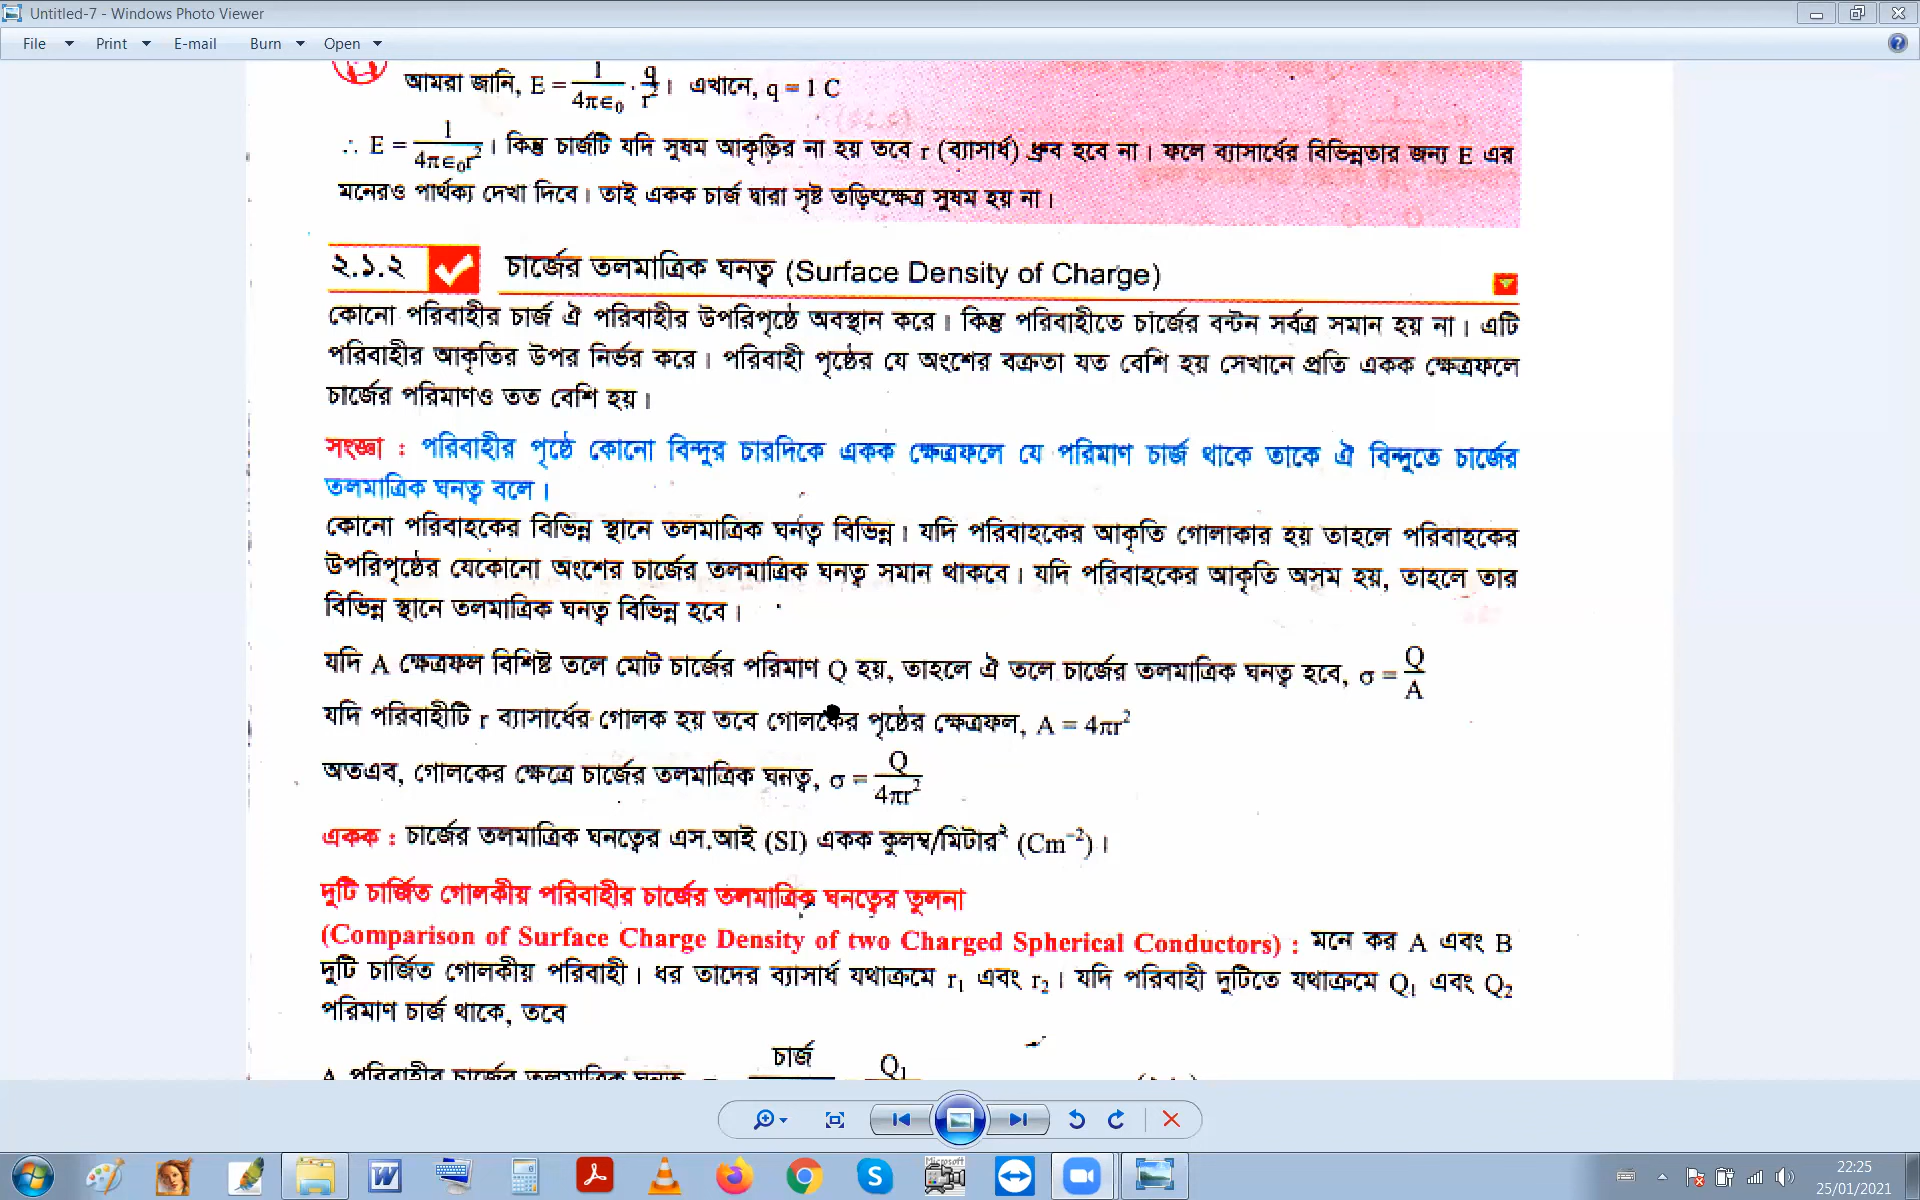 Untitled-7 - Windows Photo Viewer
File Print E-mail Burn Open
আমরা জানি, E = 1/4π∈0 · q/r²। এখানে, q = 1 C
∴ E = 1/4π∈0r²। কিন্তু চার্জটি যদি সুষম আকৃতির না হয় তবে r (ব্যাসার্ধ) ধ্রুব হবে না। ফলে ব্যাসার্ধের বিভিন্নতার জন্য E এর
মনেরও পার্থক্য দেখা দিবে। তাই একক চার্জ দ্বারা সৃষ্ট তড়িৎক্ষেত্র সুষম হয় না।
২.১.২ চার্জের তলমাত্রিক ঘনত্ব (Surface Density of Charge)
কোনো পরিবাহীর চার্জ ঐ পরিবাহীর উপরিপৃষ্ঠে অবস্থান করে। কিন্তু পরিবাহীতে চার্জের বন্টন সর্বত্র সমান হয় না। এটি
পরিবাহীর আকৃতির উপর নির্ভর করে। পরিবাহী পৃষ্ঠের যে অংশের বক্রতা যত বেশি হয় সেখানে প্রতি একক ক্ষেত্রফলে
চার্জের পরিমাণও তত বেশি হয়।
সংজ্ঞা : পরিবাহীর পৃষ্ঠে কোনো বিন্দুর চারদিকে একক ক্ষেত্রফলে যে পরিমাণ চার্জ থাকে তাকে ঐ বিন্দুতে চার্জের
তলমাত্রিক ঘনত্ব বলে।
কোনো পরিবাহকের বিভিন্ন স্থানে তলমাত্রিক ঘনত্ব বিভিন্ন। যদি পরিবাহকের আকৃতি গোলাকার হয় তাহলে পরিবাহকের
উপরিপৃষ্ঠের যেকোনো অংশের চার্জের তলমাত্রিক ঘনত্ব সমান থাকবে। যদি পরিবাহকের আকৃতি অসম হয়, তাহলে তার
বিভিন্ন স্থানে তলমাত্রিক ঘনত্ব বিভিন্ন হবে।
যদি A ক্ষেত্রফল বিশিষ্ট তলে মোট চার্জের পরিমাণ Q হয়, তাহলে ঐ তলে চার্জের তলমাত্রিক ঘনত্ব হবে, σ = Q/A
যদি পরিবাহীটি r ব্যাসার্ধের গোলক হয় তবে গোলকের পৃষ্ঠের ক্ষেত্রফল, A = 4πr²
অতএব, গোলকের ক্ষেত্রে চার্জের তলমাত্রিক ঘনত্ব, σ = Q/4πr²
একক : চার্জের তলমাত্রিক ঘনত্বের এস.আই (SI) একক কুলম্ব/মিটার² (Cm⁻²)।
দুটি চার্জিত গোলকীয় পরিবাহীর চার্জের তলমাত্রিক ঘনত্বের তুলনা
(Comparison of Surface Charge Density of two Charged Spherical Conductors) : মনে কর A এবং B
দুটি চার্জিত গোলকীয় পরিবাহী। ধর তাদের ব্যাসার্ধ যথাক্রমে r₁ এবং r₂। যদি পরিবাহী দুটিতে যথাক্রমে Q₁ এবং Q₂
পরিমাণ চার্জ থাকে, তবে
A পরিবাহীর চার্জের তলমাত্রিক ঘনত্ব = চার্জ Q₁
Microsoft
22:25
25/01/2021